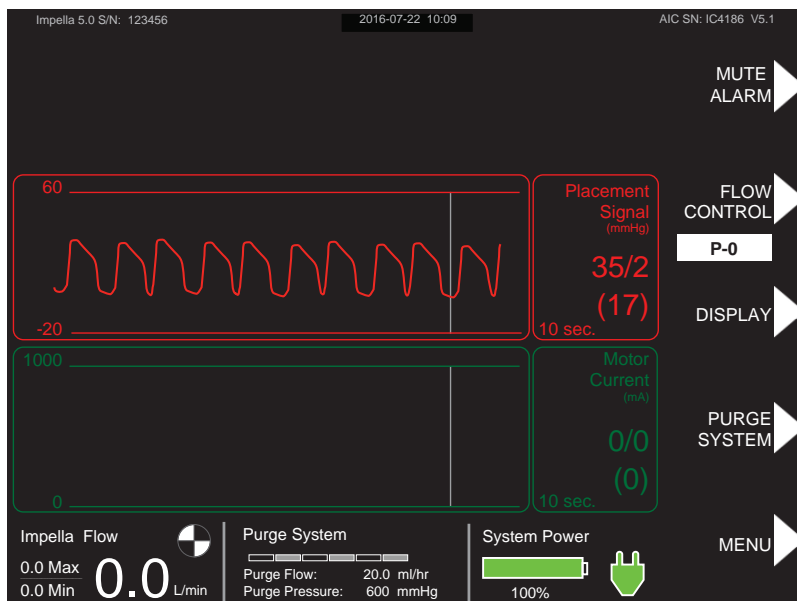 Impella 5.0 S/N: 123456
2016-07-22 10:09
AIC SN: IC4186 V5.1
MUTE
ALARM
60
-20
10 sec.
Placement
Signal
(mmHg)
35/2
(17)
FLOW
CONTROL
P-0
DISPLAY
1000
0
10 sec.
Motor
Current
(mA)
0/0
(0)
PURGE
SYSTEM
Impella Flow
0.0 Max
0.0 Min
0.0 L/min
Purge System
Purge Flow: 20.0 ml/hr
Purge Pressure: 600 mmHg
System Power
100%
MENU